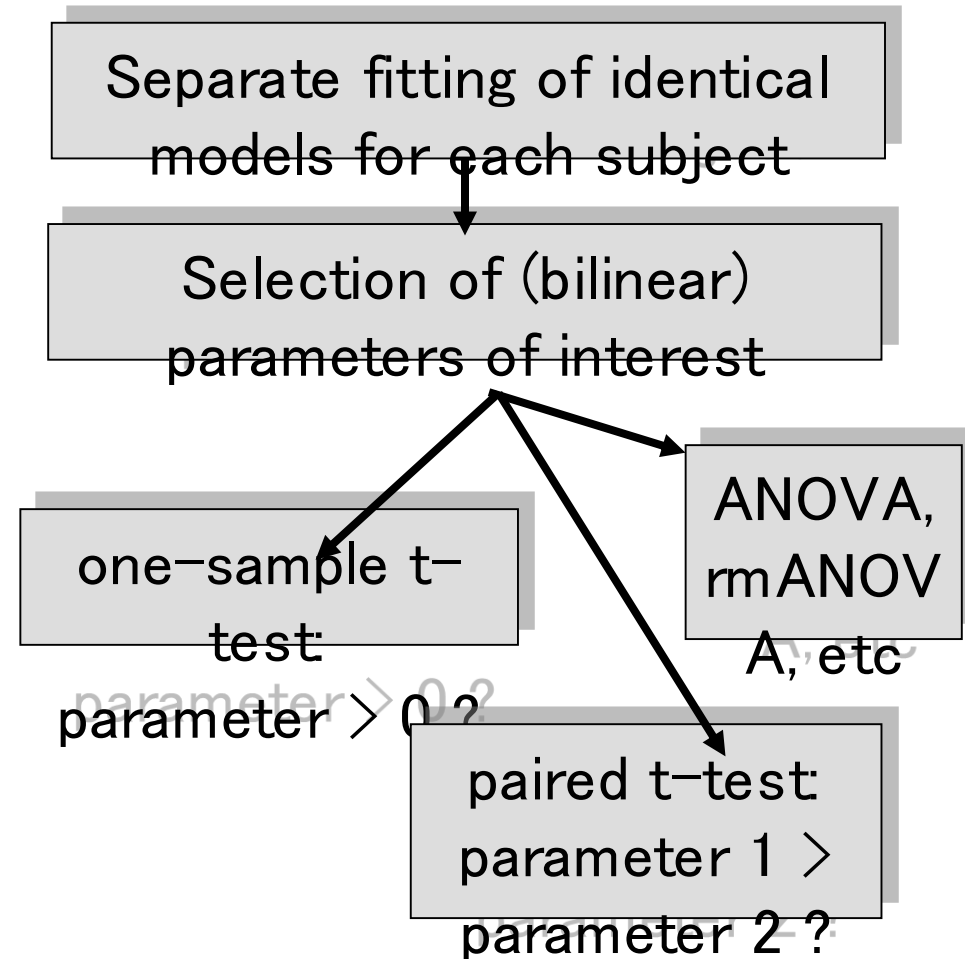 Separate fitting of identical
models for each subject
Selection of (bilinear)
parameters of interest
one-sample t-
test:
parameter > 0 ?
ANOVA,
rmANOV
A, etc
paired t-test:
parameter 1 >
parameter 2 ?